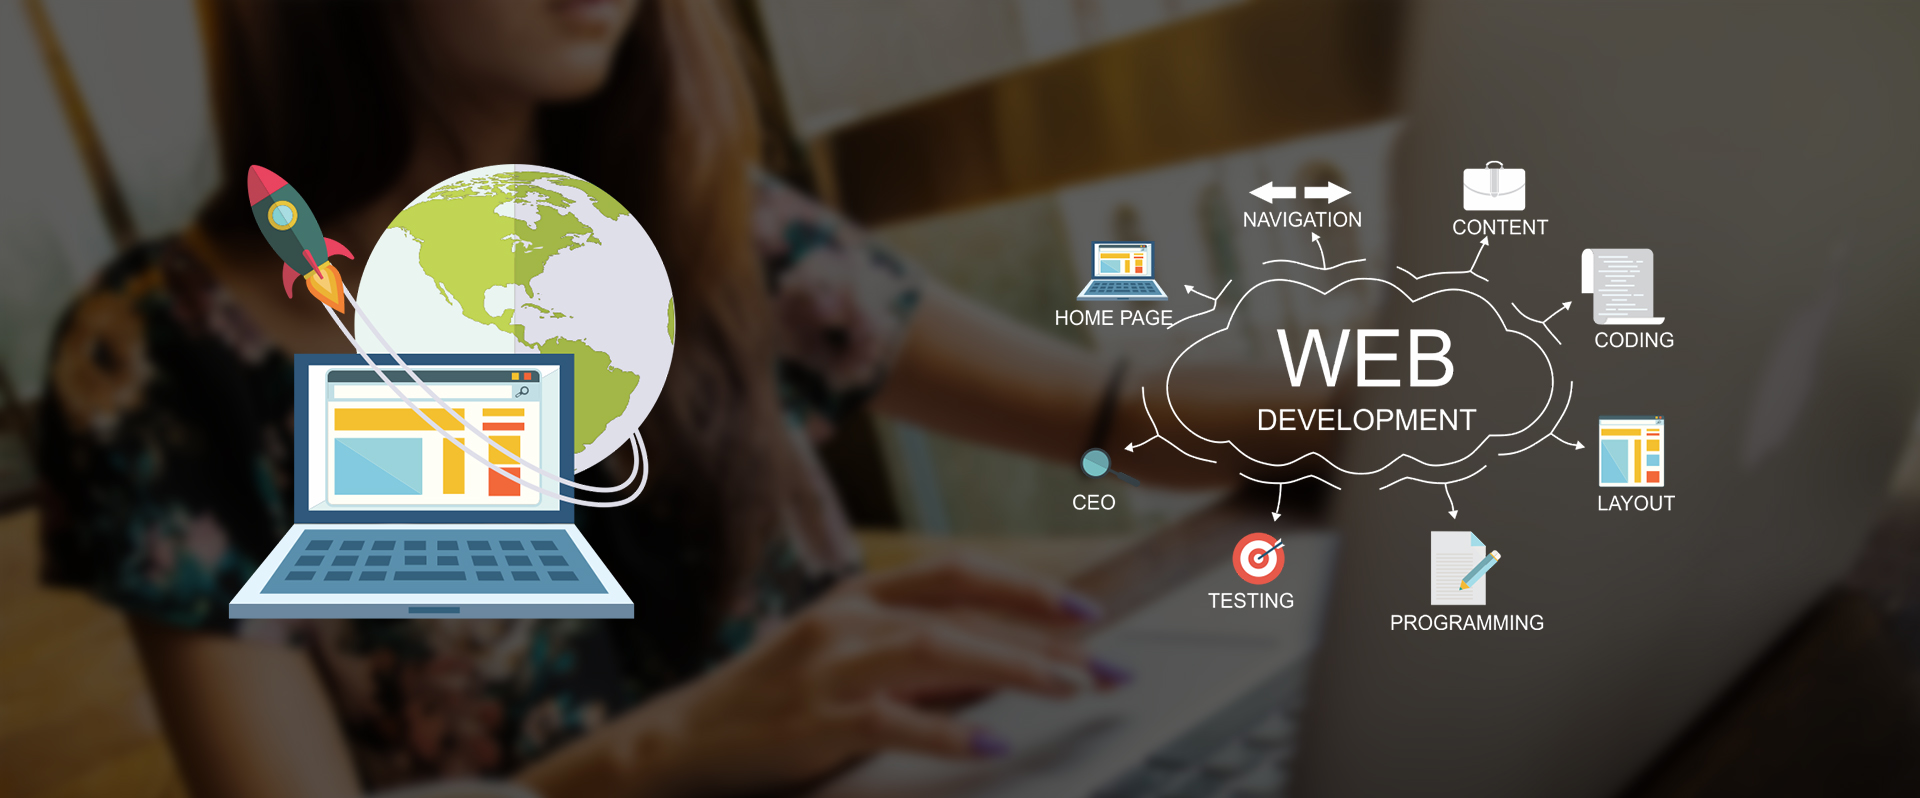 NAVIGATION
CONTENT
HOME PAGE
CODING
WEB
DEVELOPMENT
CEO
LAYOUT
TESTING
PROGRAMMING